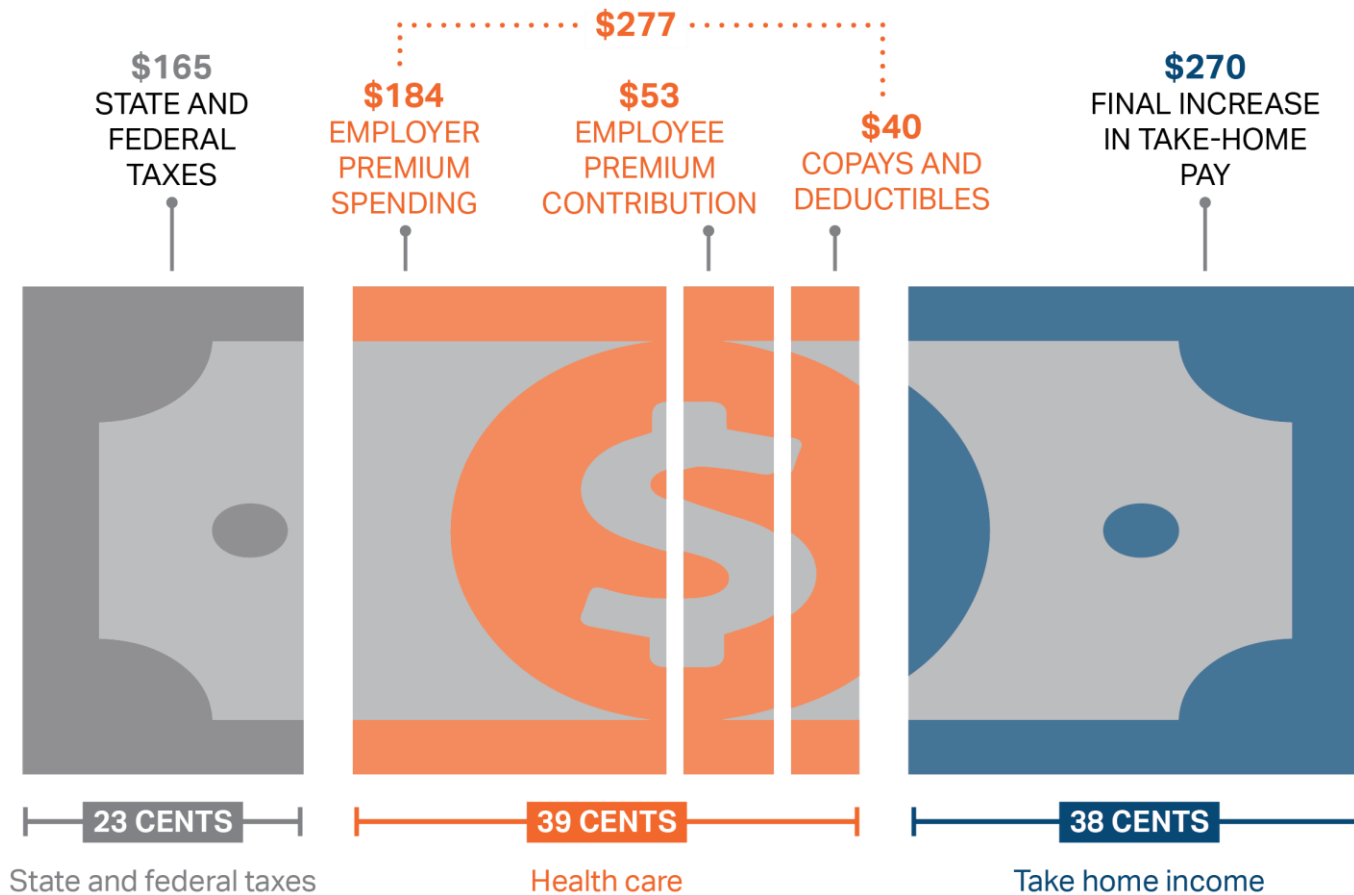 $277
$165
STATE AND
FEDERAL
TAXES
$184
EMPLOYER
PREMIUM
SPENDING
$53
EMPLOYEE
PREMIUM
CONTRIBUTION
$40
COPAYS AND
DEDUCTIBLES
$270
FINAL INCREASE
IN TAKE-HOME
PAY
$
23 CENTS
39 CENTS
38 CENTS
State and federal taxes
Health care
Take home income